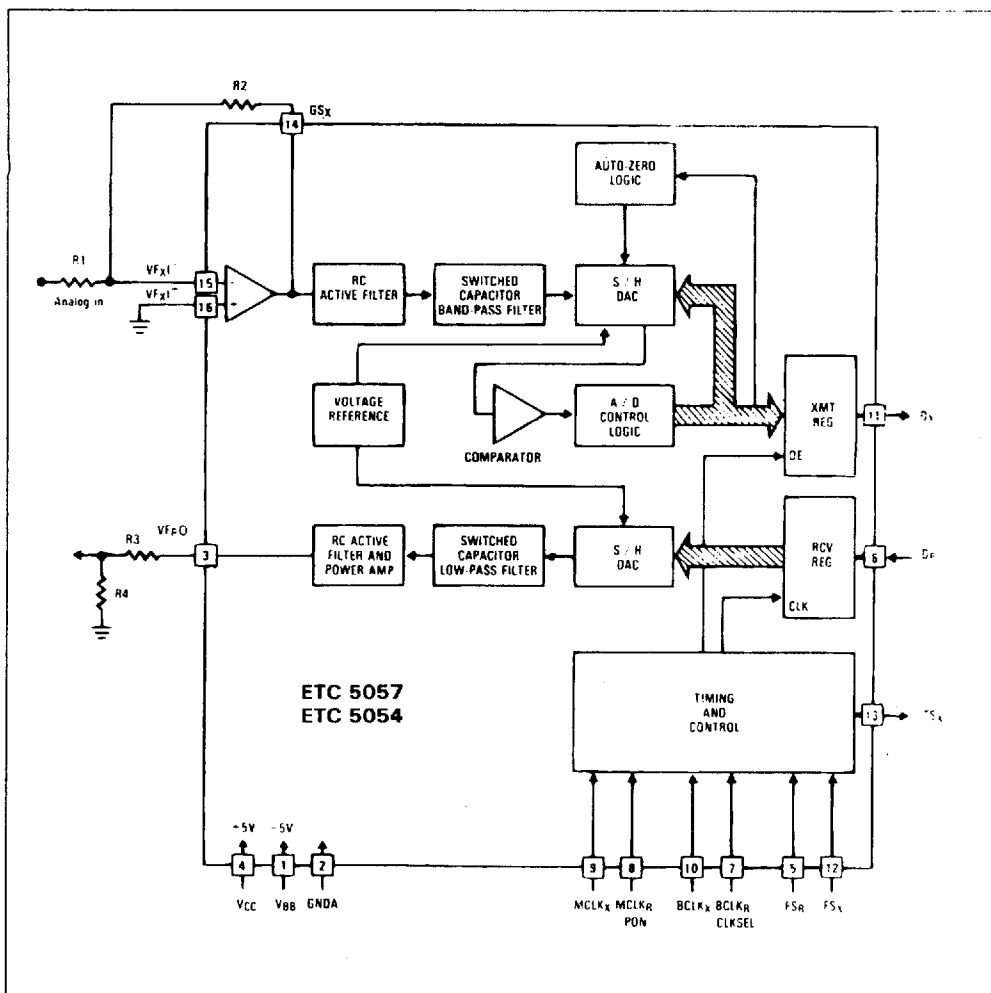 R2
GSX
14
AUTO-ZERO
LOGIC
R1
VFXI-
15
-
Analog in
VFXI-
16
+
RC
ACTIVE FILTER
SWITCHED
CAPACITOR
BAND-PASS FILTER
S / H
DAC
VOLTAGE
REFERENCE
COMPARATOR
A / D
CONTROL
LOGIC
XMT
REG
OE
11
R3
VFRO
3
R4
RC ACTIVE
FILTER AND
POWER AMP
SWITCHED
CAPACITOR
LOW-PASS FILTER
S / H
DAC
RCV
REG
CLK
6
ETC 5057
ETC 5054
TIMING
AND
CONTROL
13
+5V
-5V
4
1
2
9
8
10
7
5
12
VCC
VBB
GNDA
MCLKX
MCLKR
PDN
BCLKX
BCLKR
CLKSEL
FSR
FSX